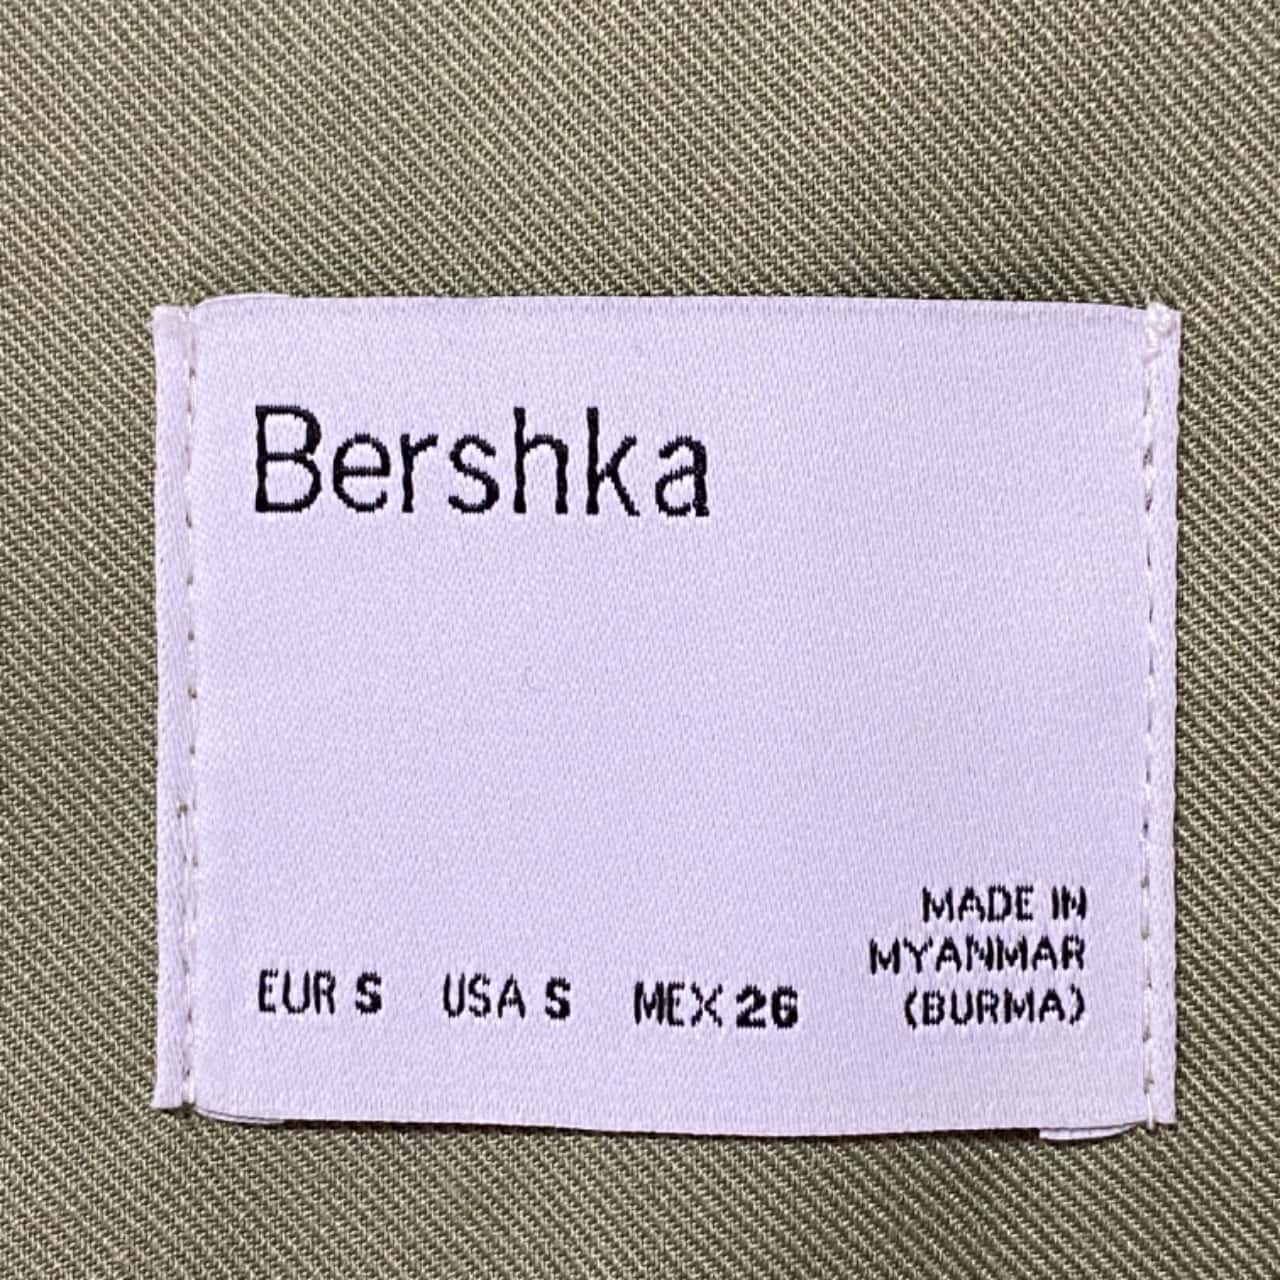 Bershka
EUR S USA S MEX 26
MADE IN
MYANMAR
(BURMA)